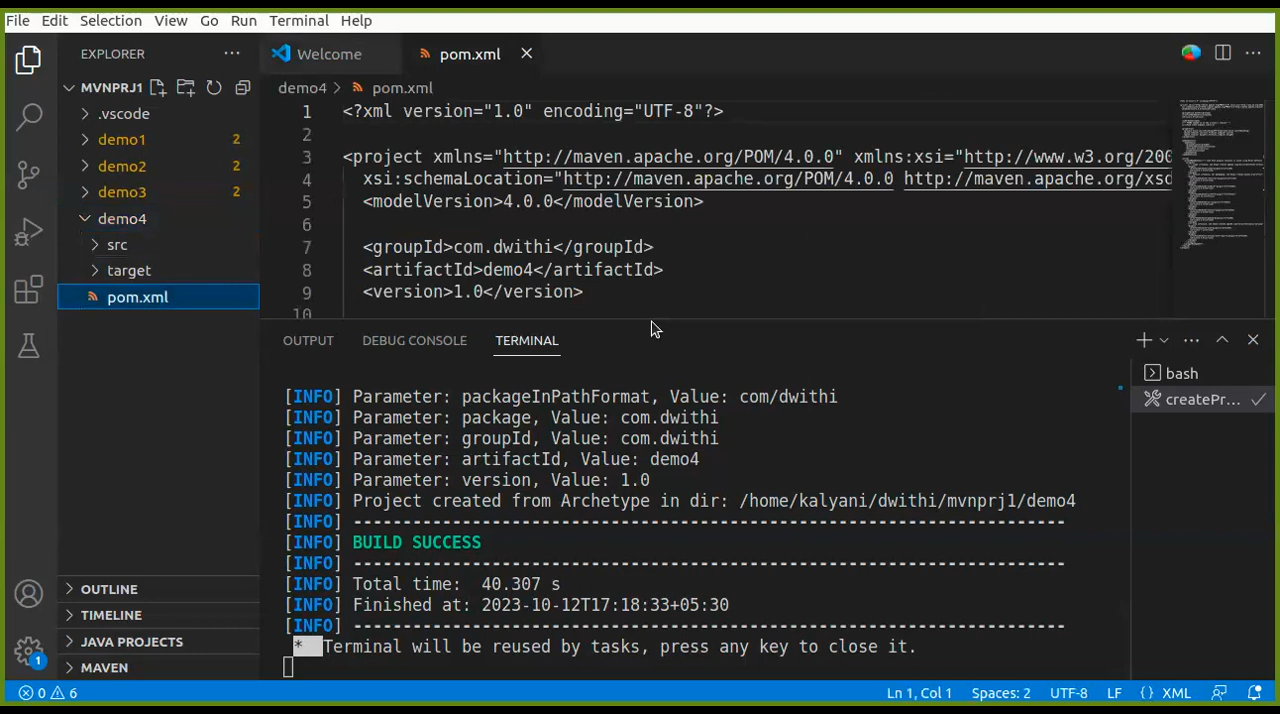 File Edit Selection View Go Run Terminal Help
EXPLORER
MVNPRJ1
.vscode
demo1 2
demo2 2
demo3 2
demo4
src
target
pom.xml
OUTLINE
TIMELINE
JAVA PROJECTS
MAVEN
Welcome pom.xml
demo4 > pom.xml
1 <?xml version="1.0" encoding="UTF-8"?>
2
3 <project xmlns="http://maven.apache.org/POM/4.0.0" xmlns:xsi="http://www.w3.org/200
4 xsi:schemaLocation="http://maven.apache.org/POM/4.0.0 http://maven.apache.org/xsd
5 <modelVersion>4.0.0</modelVersion>
6
7 <groupId>com.dwithi</groupId>
8 <artifactId>demo4</artifactId>
9 <version>1.0</version>
10
OUTPUT DEBUG CONSOLE TERMINAL
[INFO] Parameter: packageInPathFormat, Value: com/dwithi
[INFO] Parameter: package, Value: com.dwithi
[INFO] Parameter: groupId, Value: com.dwithi
[INFO] Parameter: artifactId, Value: demo4
[INFO] Parameter: version, Value: 1.0
[INFO] Project created from Archetype in dir: /home/kalyani/dwithi/mvnprj1/demo4
[INFO] ------------------------------------------------------------------------
[INFO] BUILD SUCCESS
[INFO] ------------------------------------------------------------------------
[INFO] Total time:  40.307 s
[INFO] Finished at: 2023-10-12T17:18:33+05:30
[INFO] ------------------------------------------------------------------------
* Terminal will be reused by tasks, press any key to close it.
bash
createPr...
1
0 6 Ln 1, Col 1 Spaces: 2 UTF-8 LF {} XML